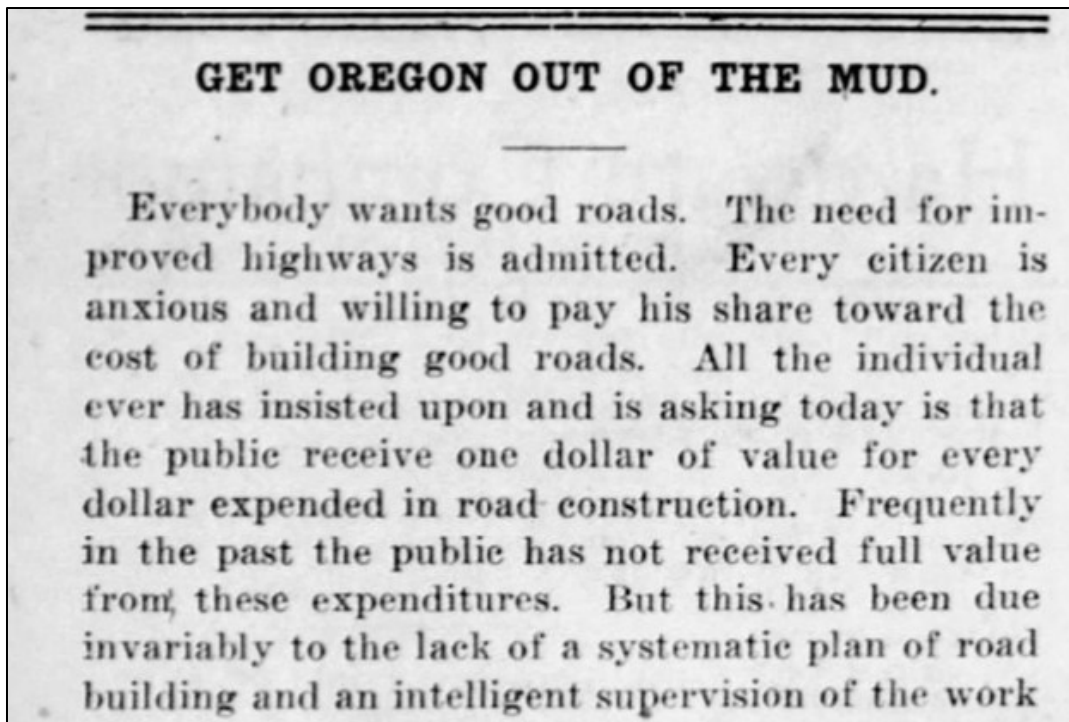 GET OREGON OUT OF THE MUD.
Everybody wants good roads. The need for im-
proved highways is admitted. Every citizen is
anxious and willing to pay his share toward the
cost of building good roads. All the individual
ever has insisted upon and is asking today is that
the public receive one dollar of value for every
dollar expended in road construction. Frequently
in the past the public has not received full value
from these expenditures. But this has been due
invariably to the lack of a systematic plan of road
building and an intelligent supervision of the work